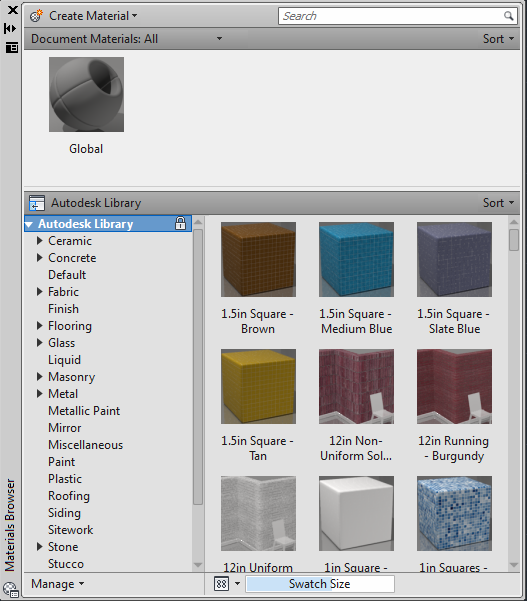 Create Material
Search
Document Materials: All
Sort
Global
Autodesk Library
Sort
Autodesk Library
Ceramic
Concrete
Default
Fabric
Finish
Flooring
Glass
Liquid
Masonry
Metal
Metallic Paint
Mirror
Miscellaneous
Paint
Plastic
Roofing
Siding
Sitework
Stone
Stucco
1.5in Square -
Brown
1.5in Square -
Medium Blue
1.5in Square -
Slate Blue
1.5in Square -
Tan
12in Non-
Uniform Sol...
12in Running
- Burgundy
12in Uniform
1in Square -
1in Squares -
Manage
Swatch Size
Materials Browser